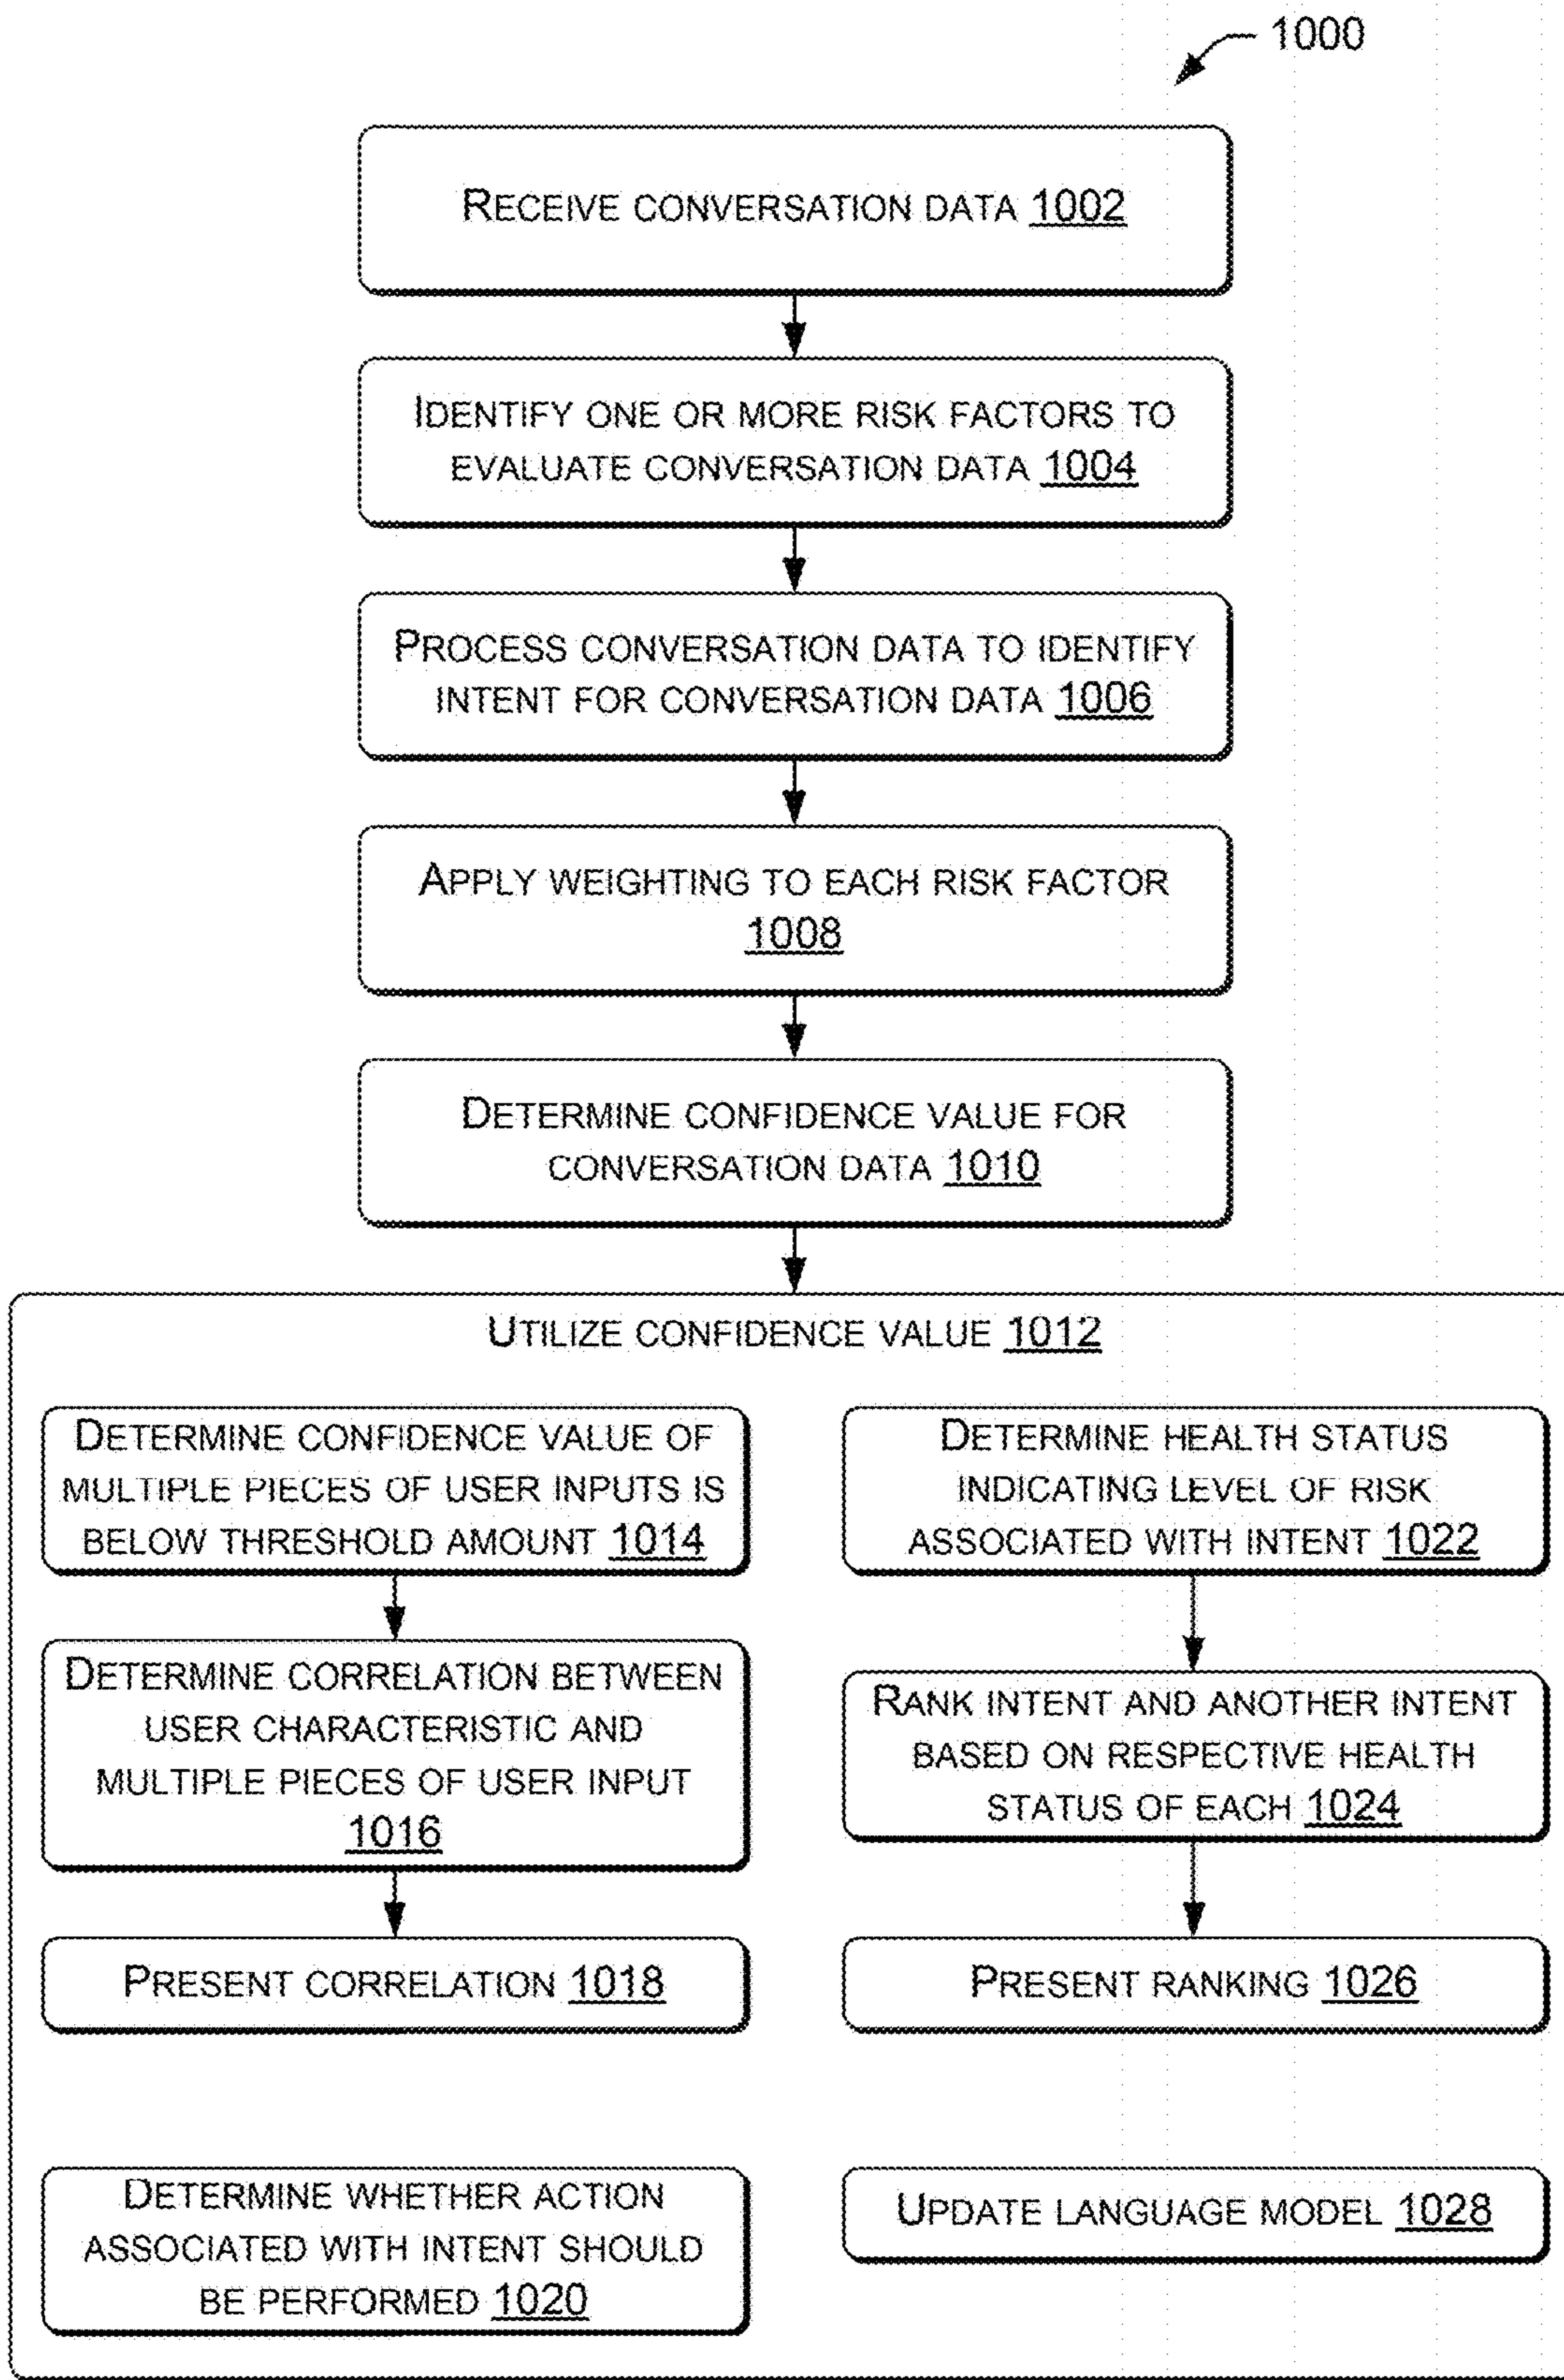 1000
RECEIVE CONVERSATION DATA 1002
IDENTIFY ONE OR MORE RISK FACTORS TO
EVALUATE CONVERSATION DATA 1004
PROCESS CONVERSATION DATA TO IDENTIFY
INTENT FOR CONVERSATION DATA 1006
APPLY WEIGHTING TO EACH RISK FACTOR
1008
DETERMINE CONFIDENCE VALUE FOR
CONVERSATION DATA 1010
UTILIZE CONFIDENCE VALUE 1012
DETERMINE CONFIDENCE VALUE OF
MULTIPLE PIECES OF USER INPUTS IS
BELOW THRESHOLD AMOUNT 1014
DETERMINE CORRELATION BETWEEN
USER CHARACTERISTIC AND
MULTIPLE PIECES OF USER INPUT
1016
PRESENT CORRELATION 1018
DETERMINE WHETHER ACTION
ASSOCIATED WITH INTENT SHOULD
BE PERFORMED 1020
DETERMINE HEALTH STATUS
INDICATING LEVEL OF RISK
ASSOCIATED WITH INTENT 1022
RANK INTENT AND ANOTHER INTENT
BASED ON RESPECTIVE HEALTH
STATUS OF EACH 1024
PRESENT RANKING 1026
UPDATE LANGUAGE MODEL 1028